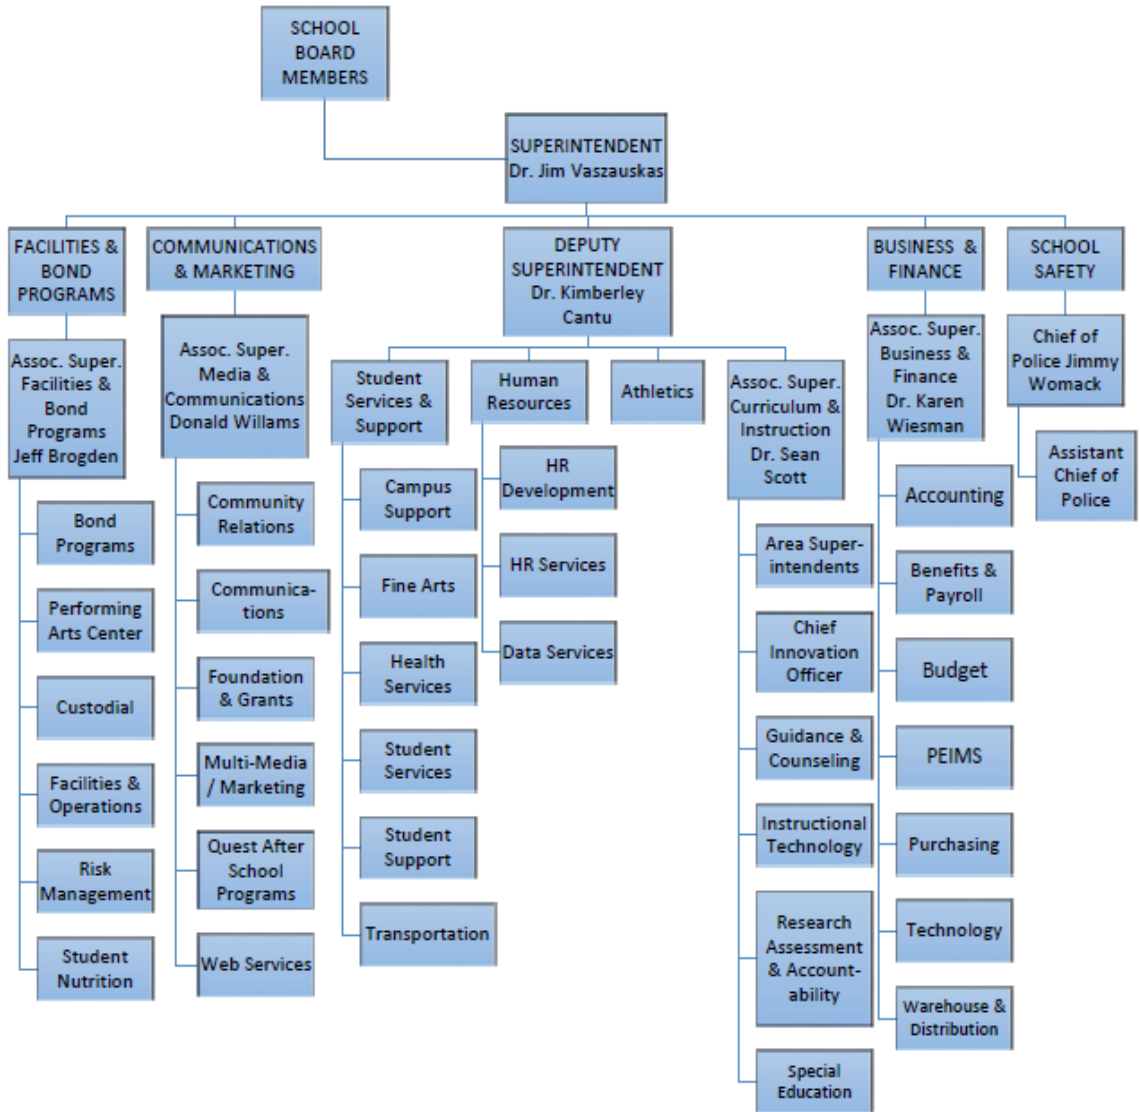 SCHOOL
BOARD
MEMBERS
SUPERINTENDENT
Dr. Jim Vaszauskas
FACILITIES &
BOND
PROGRAMS
COMMUNICATIONS
& MARKETING
DEPUTY
SUPERINTENDENT
Dr. Kimberley
Cantu
BUSINESS &
FINANCE
SCHOOL
SAFETY
Assoc. Super.
Facilities &
Bond
Programs
Jeff Brogden
Assoc. Super.
Media &
Communications
Donald Willams
Student
Services &
Support
Human
Resources
Athletics
Assoc. Super.
Curriculum &
Instruction
Dr. Sean
Scott
Assoc. Super.
Business &
Finance
Dr. Karen
Wiesman
Chief of
Police Jimmy
Womack
Bond
Programs
Performing
Arts Center
Custodial
Facilities &
Operations
Risk
Management
Student
Nutrition
Community
Relations
Communica-
tions
Foundation
& Grants
Multi-Media
/ Marketing
Quest After
School
Programs
Web Services
Campus
Support
Fine Arts
Health
Services
Student
Services
Student
Support
Transportation
HR
Development
HR Services
Data Services
Area Super-
intendents
Chief
Innovation
Officer
Guidance &
Counseling
Instructional
Technology
Research
Assessment
& Account-
ability
Special
Education
Accounting
Benefits &
Payroll
Budget
PEIMS
Purchasing
Technology
Warehouse &
Distribution
Assistant
Chief of
Police